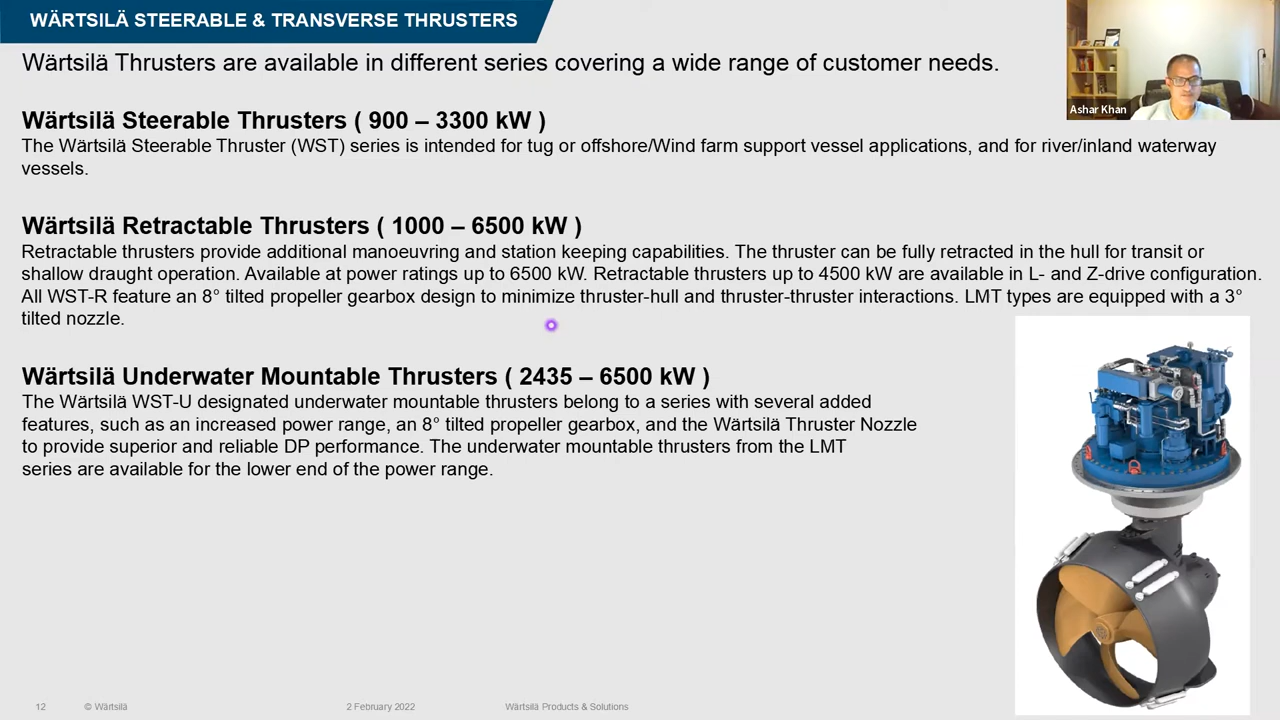 WÄRTSILÄ STEERABLE & TRANSVERSE THRUSTERS
Wärtsilä Thrusters are available in different series covering a wide range of customer needs.
Ashar Khan
Wärtsilä Steerable Thrusters ( 900 – 3300 kW )
The Wärtsilä Steerable Thruster (WST) series is intended for tug or offshore/Wind farm support vessel applications, and for river/inland waterway
vessels.
Wärtsilä Retractable Thrusters ( 1000 – 6500 kW )
Retractable thrusters provide additional manoeuvring and station keeping capabilities. The thruster can be fully retracted in the hull for transit or
shallow draught operation. Available at power ratings up to 6500 kW. Retractable thrusters up to 4500 kW are available in L- and Z-drive configuration.
All WST-R feature an 8° tilted propeller gearbox design to minimize thruster-hull and thruster-thruster interactions. LMT types are equipped with a 3°
tilted nozzle.
Wärtsilä Underwater Mountable Thrusters ( 2435 – 6500 kW )
The Wärtsilä WST-U designated underwater mountable thrusters belong to a series with several added
features, such as an increased power range, an 8° tilted propeller gearbox, and the Wärtsilä Thruster Nozzle
to provide superior and reliable DP performance. The underwater mountable thrusters from the LMT
series are available for the lower end of the power range.
12 © Wärtsilä 2 February 2022 Wärtsilä Products & Solutions